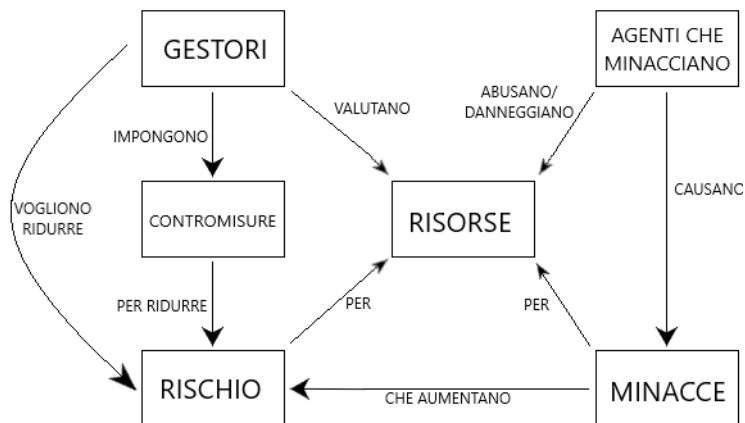 GESTORI
AGENTI CHE
MINACCIANO
IMPONGONO
VALUTANO
ABUSANO/
DANNEGGIANO
VOGLIONO
RIDURRE
CONTROMISURE
RISORSE
CAUSANO
PER RIDURRE
PER
PER
RISCHIO
CHE AUMENTANO
MINACCE